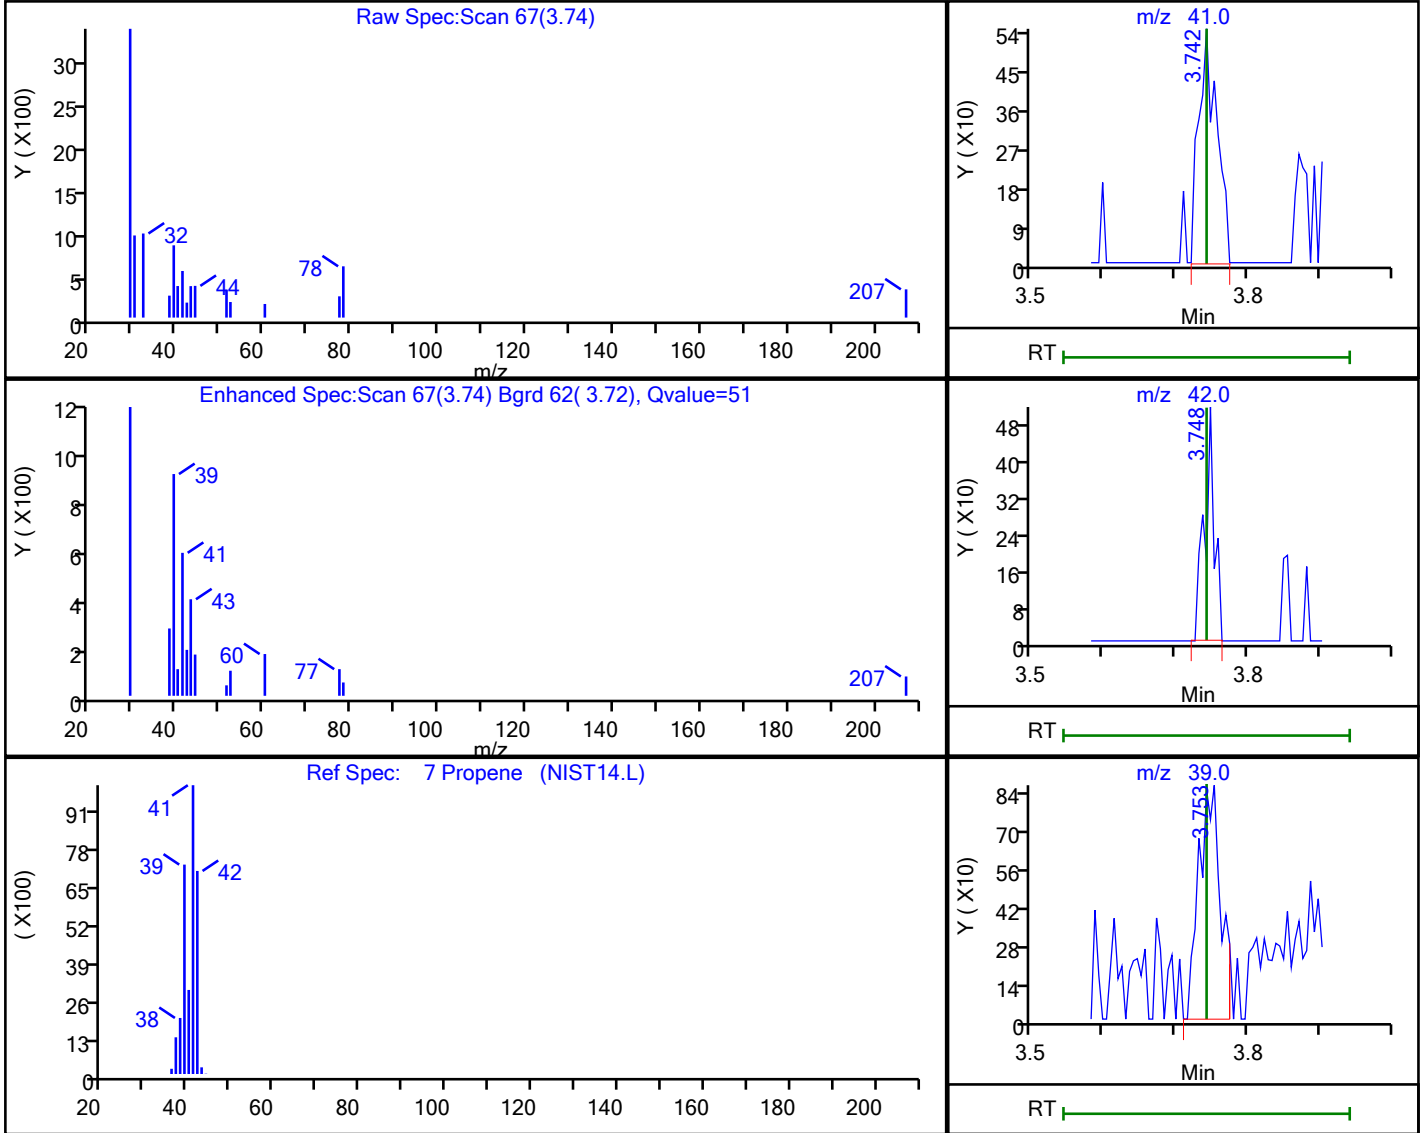 Raw Spec:Scan 67(3.74)
Y ( X100)
30
25
20
15
10
5
0
32
44
78
207
20 40 60 80 100 120 140 160 180 200
m/z
m/z 41.0
Y ( X10)
54
45
36
27
18
9
0
3.742
3.5 3.8
Min
RT
Enhanced Spec:Scan 67(3.74) Bgrd 62( 3.72), Qvalue=51
Y ( X100)
12
10
8
6
4
2
0
39
41
43
60
77
207
20 40 60 80 100 120 140 160 180 200
m/z
m/z 42.0
Y ( X10)
48
40
32
24
16
8
0
3.748
3.5 3.8
Min
RT
Ref Spec: 7 Propene (NIST14.L)
( X100)
91
78
65
52
39
26
13
0
41
39
42
38
20 40 60 80 100 120 140 160 180 200
m/z 39.0
Y ( X10)
84
70
56
42
28
14
0
3.753
3.5 3.8
Min
RT